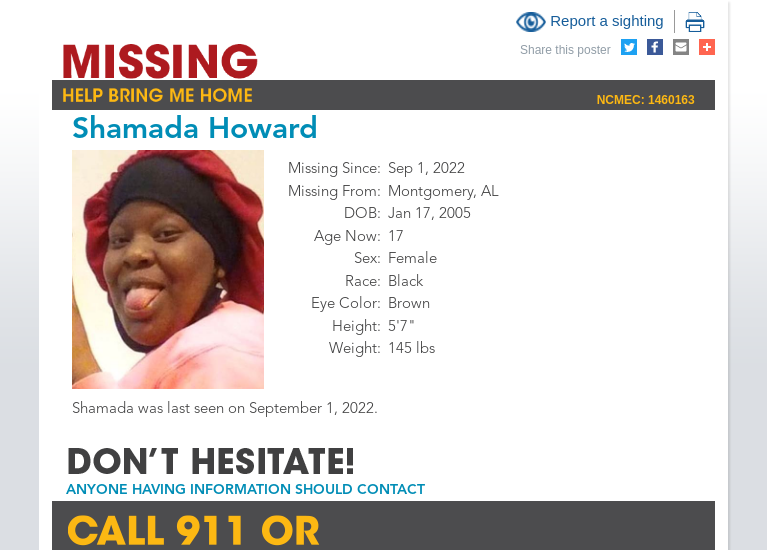 Report a sighting
Share this poster
MISSING
HELP BRING ME HOME
NCMEC: 1460163
Shamada Howard
Missing Since: Sep 1, 2022
Missing From: Montgomery, AL
DOB: Jan 17, 2005
Age Now: 17
Sex: Female
Race: Black
Eye Color: Brown
Height: 5'7"
Weight: 145 lbs
Shamada was last seen on September 1, 2022.
DON'T HESITATE!
ANYONE HAVING INFORMATION SHOULD CONTACT
CALL 911 OR